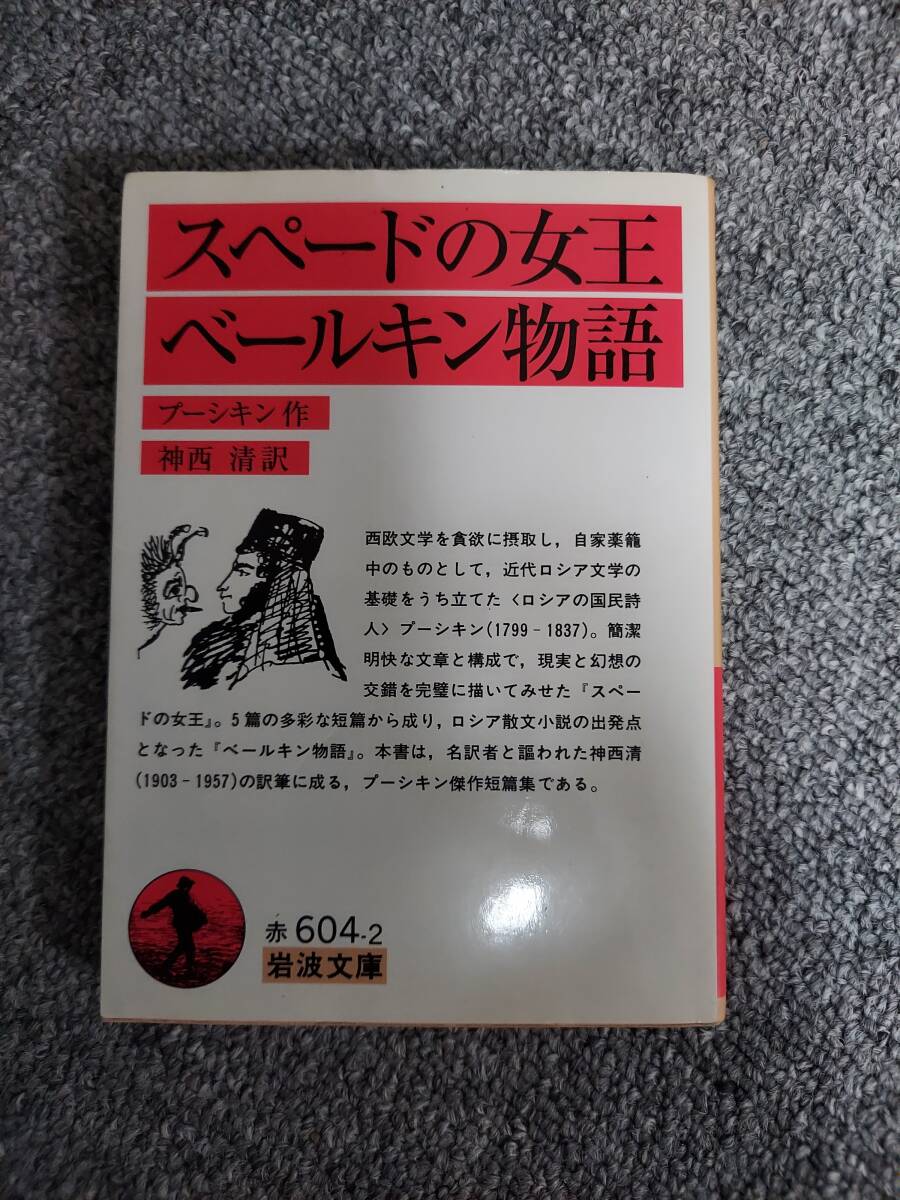 スペードの女王
ベールキン物語
プーシキン作
神西 清訳
西欧文学を貪欲に摂取し，自家薬籠
中のものとして，近代ロシア文学の
基礎をうち立てた〈ロシアの国民詩
人〉プーシキン(1799－1837)。簡潔
明快な文章と構成で，現実と幻想の
交錯を完璧に描いてみせた『スペー
ドの女王』。5篇の多彩な短篇から成り，ロシア散文小説の出発点
となった『ベールキン物語』。本書は，名訳者と謳われた神西清
(1903－1957)の訳筆に成る，プーシキン傑作短篇集である。
赤 604-2
岩波文庫